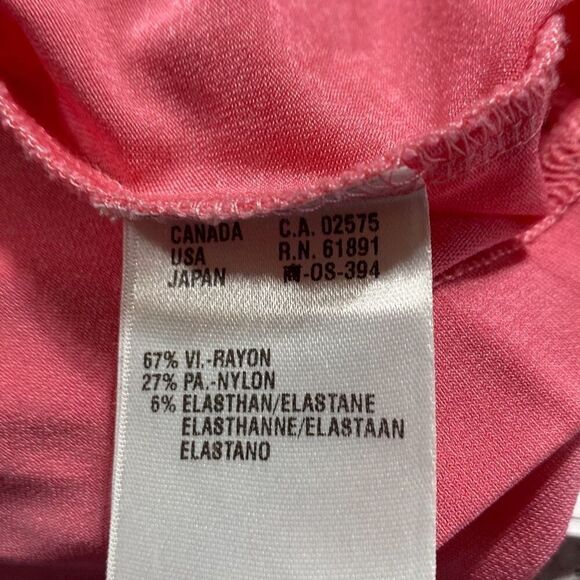 CANADA C.A. 02575
USA R.N. 61891
JAPAN 商-OS-394
67% VI.-RAYON
27% PA.-NYLON
6% ELASTHAN/ELASTANE
ELASTHANNE/ELASTAAN
ELASTANO